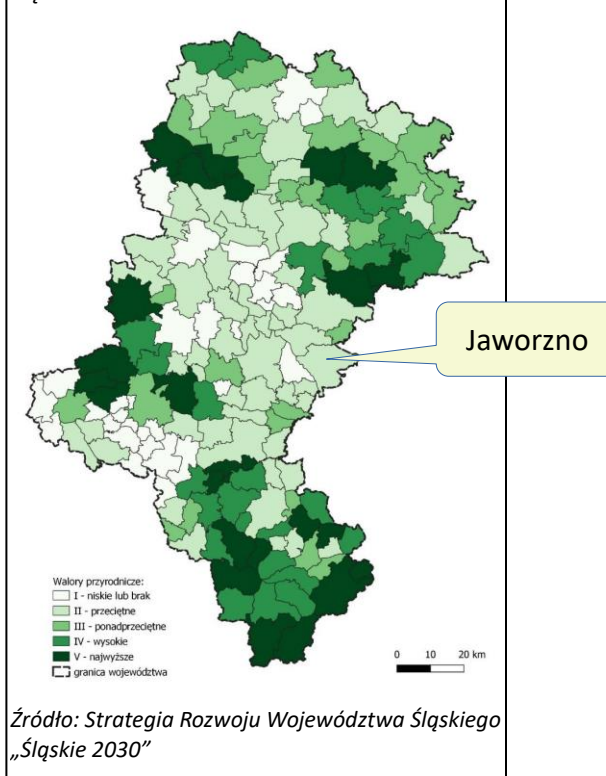 Jaworzno
Walory przyrodnicze:
I - niskie lub brak
II - przeciętne
III - ponadprzeciętne
IV - wysokie
V - najwyższe
granica województwa
0 10 20 km
Źródło: Strategia Rozwoju Województwa Śląskiego
„Śląskie 2030”